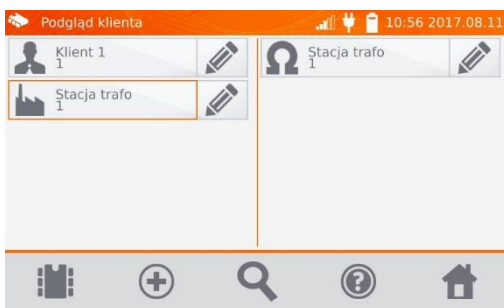 Podgląd klienta
10:56 2017.08.11
Klient 1
1
Stacja trafo
1
Stacja trafo
1